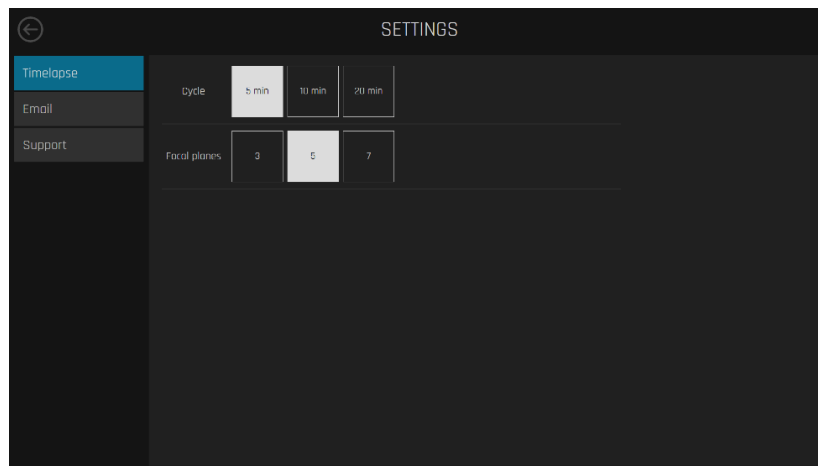 SETTINGS
Timelapse
Email
Support
Cycle 5 min 10 min 20 min
Focal planes 3 5 7